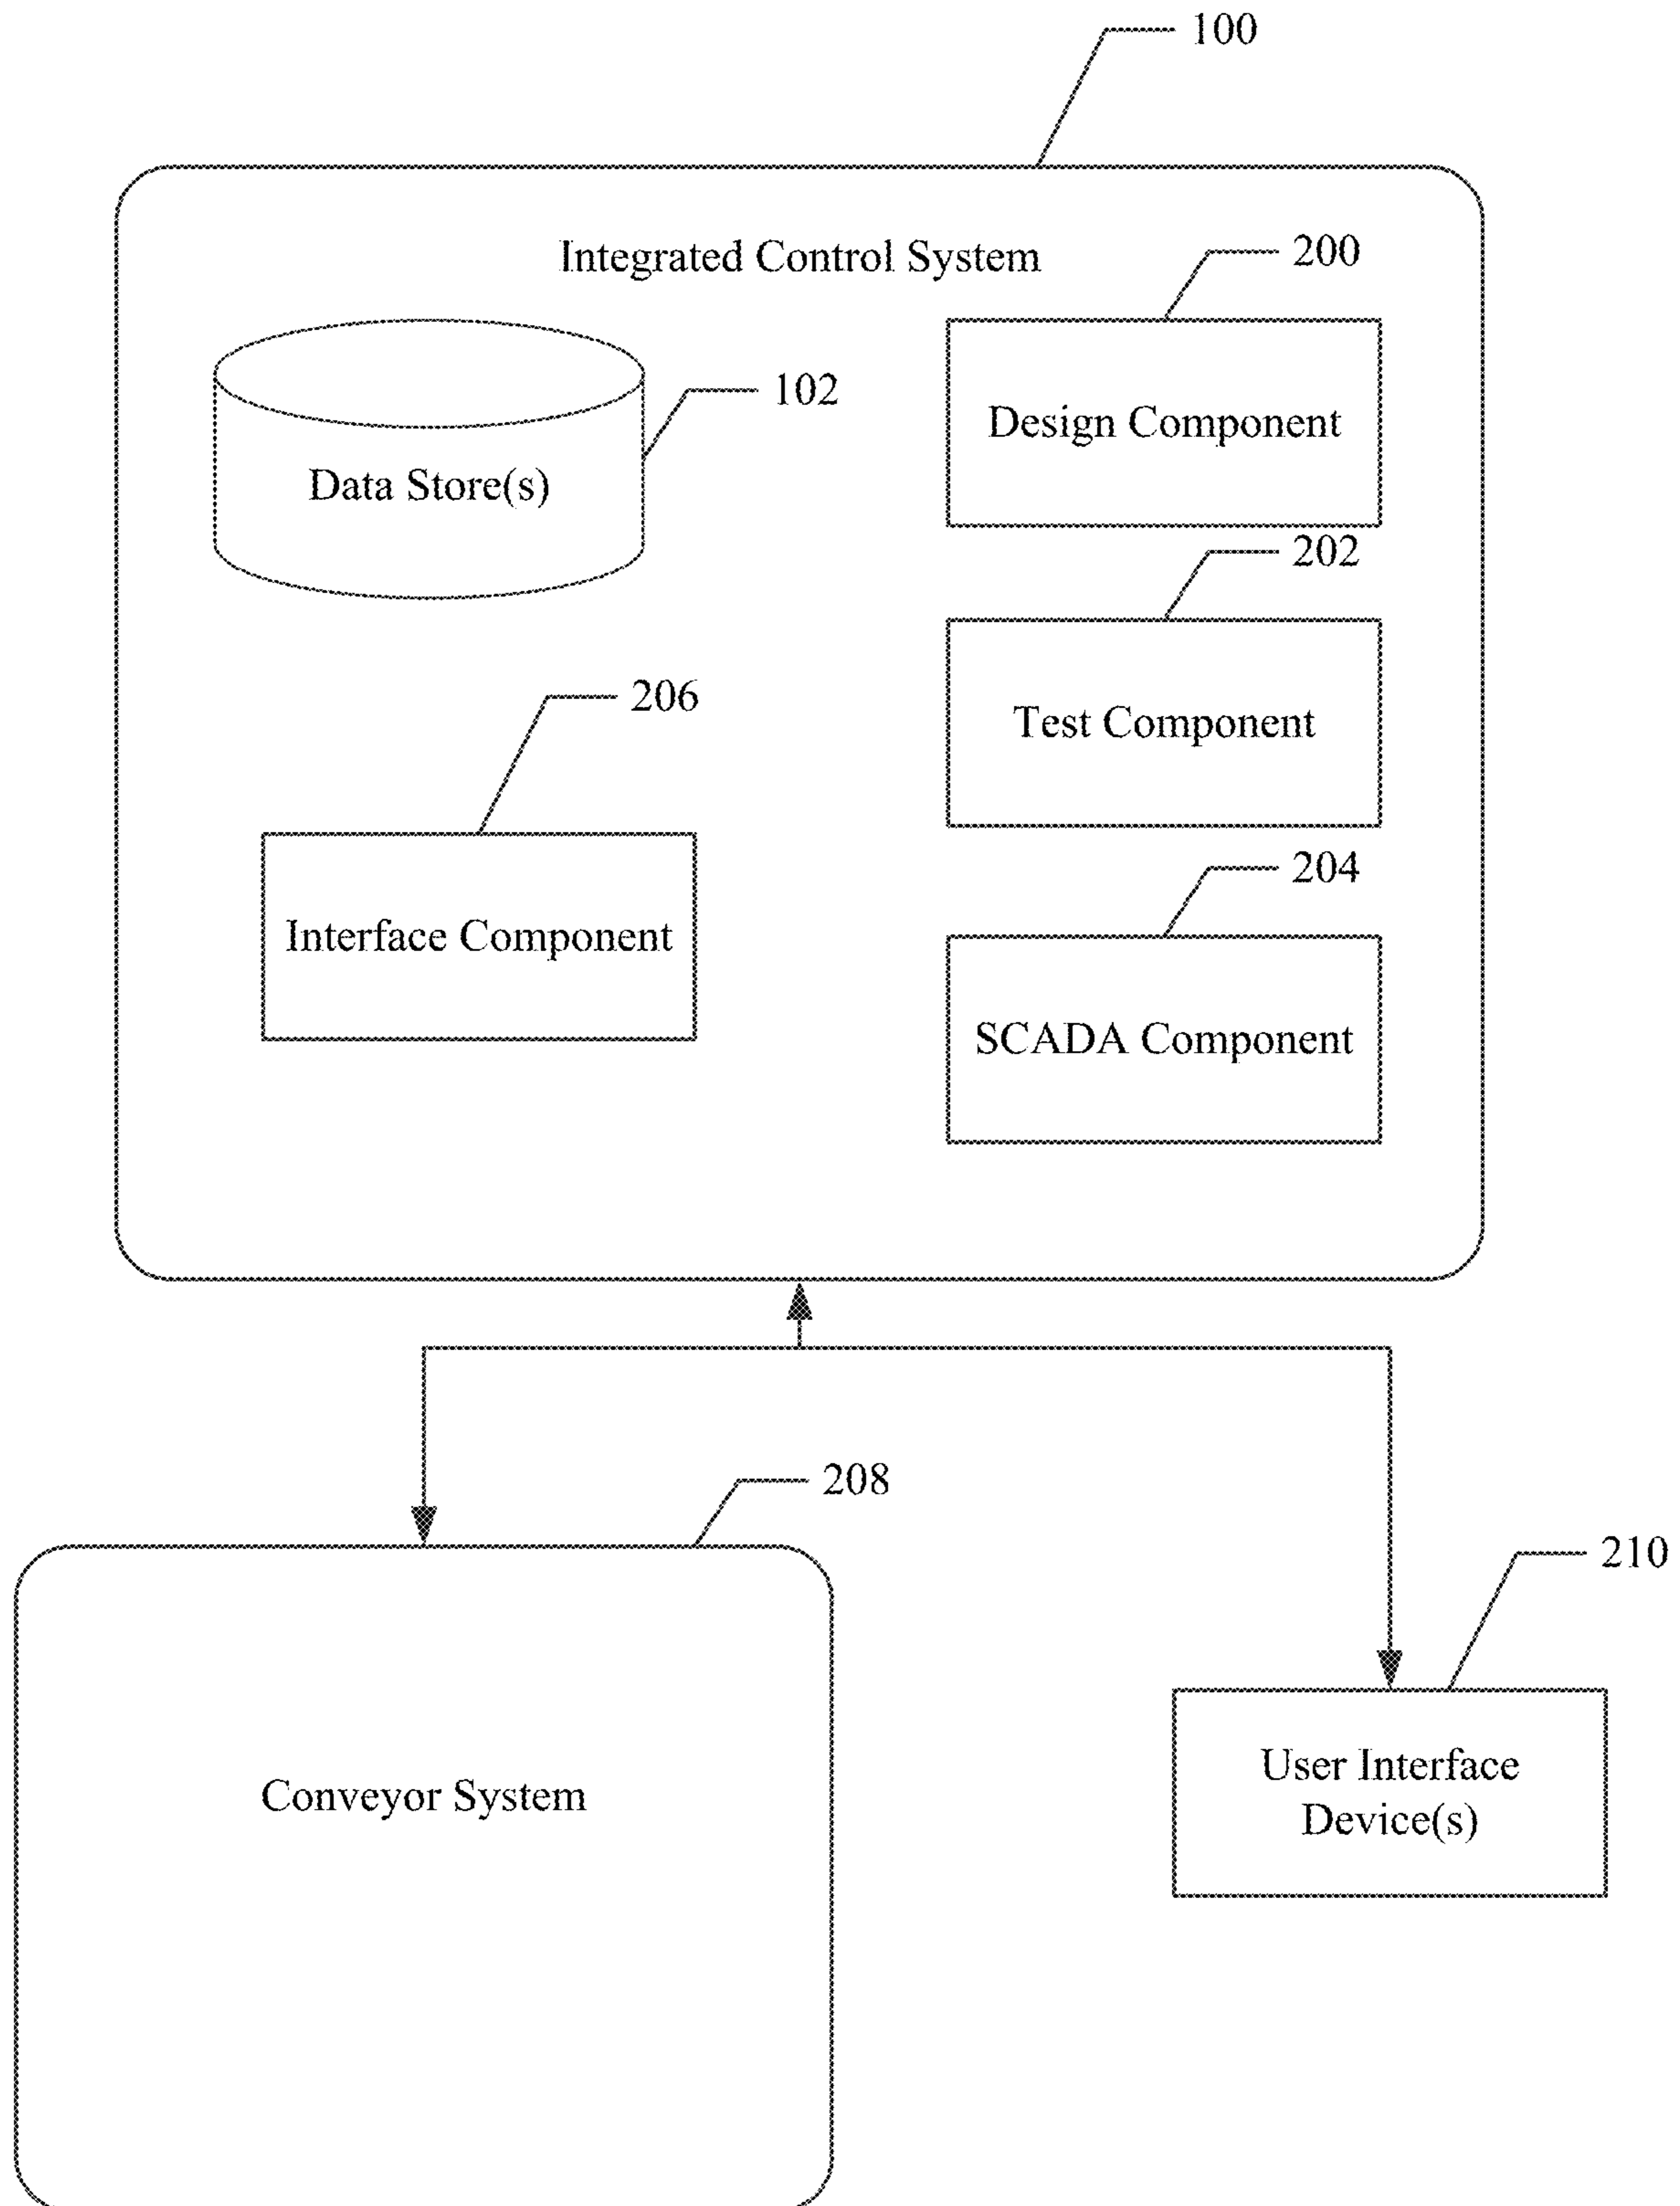 100
Integrated Control System
200
102
Design Component
Data Store(s)
202
206
Test Component
204
Interface Component
SCADA Component
208
210
User Interface
Device(s)
Conveyor System